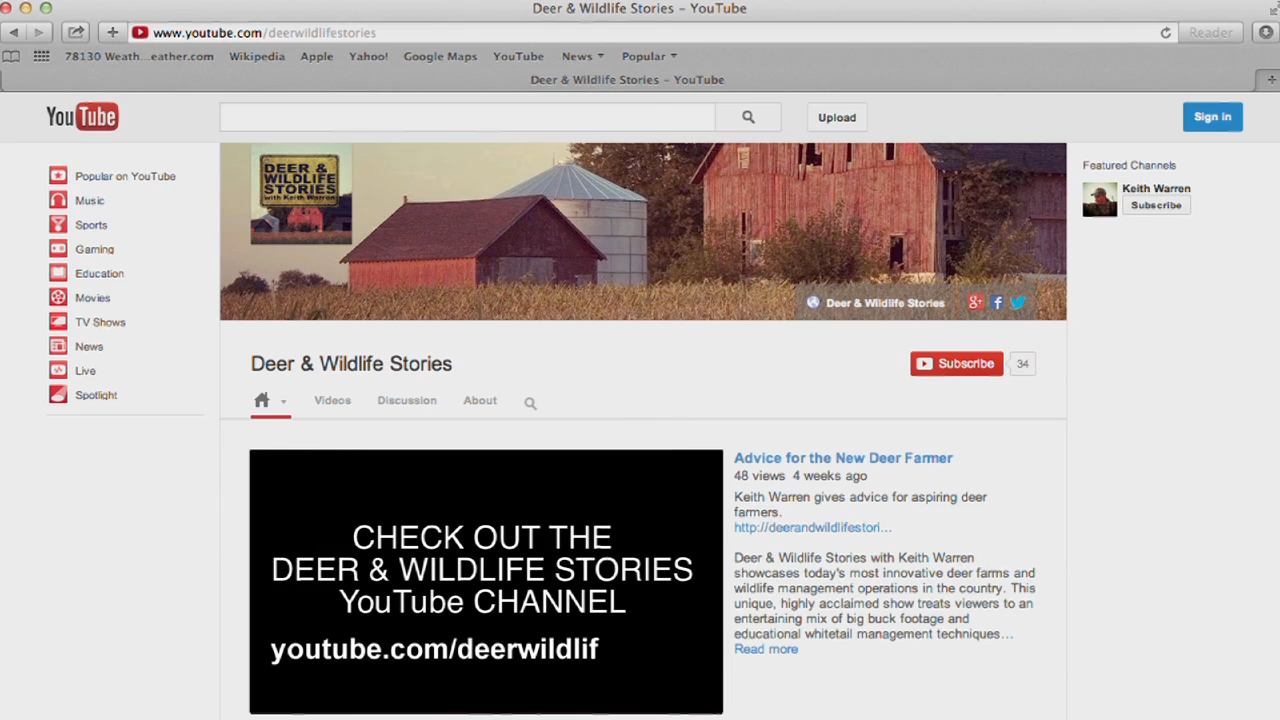 Deer & Wildlife Stories – YouTube
www.youtube.com/deerwildlifestories
Reader
78130 Weath...eather.com Wikipedia Apple Yahoo! Google Maps YouTube News Popular
Deer & Wildlife Stories – YouTube
YouTube
Upload
Sign in
Popular on YouTube
Music
Sports
Gaming
Education
Movies
TV Shows
News
Live
Spotlight
DEER &
WILDLIFE
STORIES
with Keith Warren
Deer & Wildlife Stories
Featured Channels
Keith Warren
Subscribe
Deer & Wildlife Stories
Subscribe 34
Videos Discussion About
CHECK OUT THE
DEER & WILDLIFE STORIES
YouTube CHANNEL
youtube.com/deerwildlif
Advice for the New Deer Farmer
48 views 4 weeks ago
Keith Warren gives advice for aspiring deer
farmers.
http://deerandwildlifestori...
Deer & Wildlife Stories with Keith Warren
showcases today's most innovative deer farms and
wildlife management operations in the country. This
unique, highly acclaimed show treats viewers to an
entertaining mix of big buck footage and
educational whitetail management techniques...
Read more